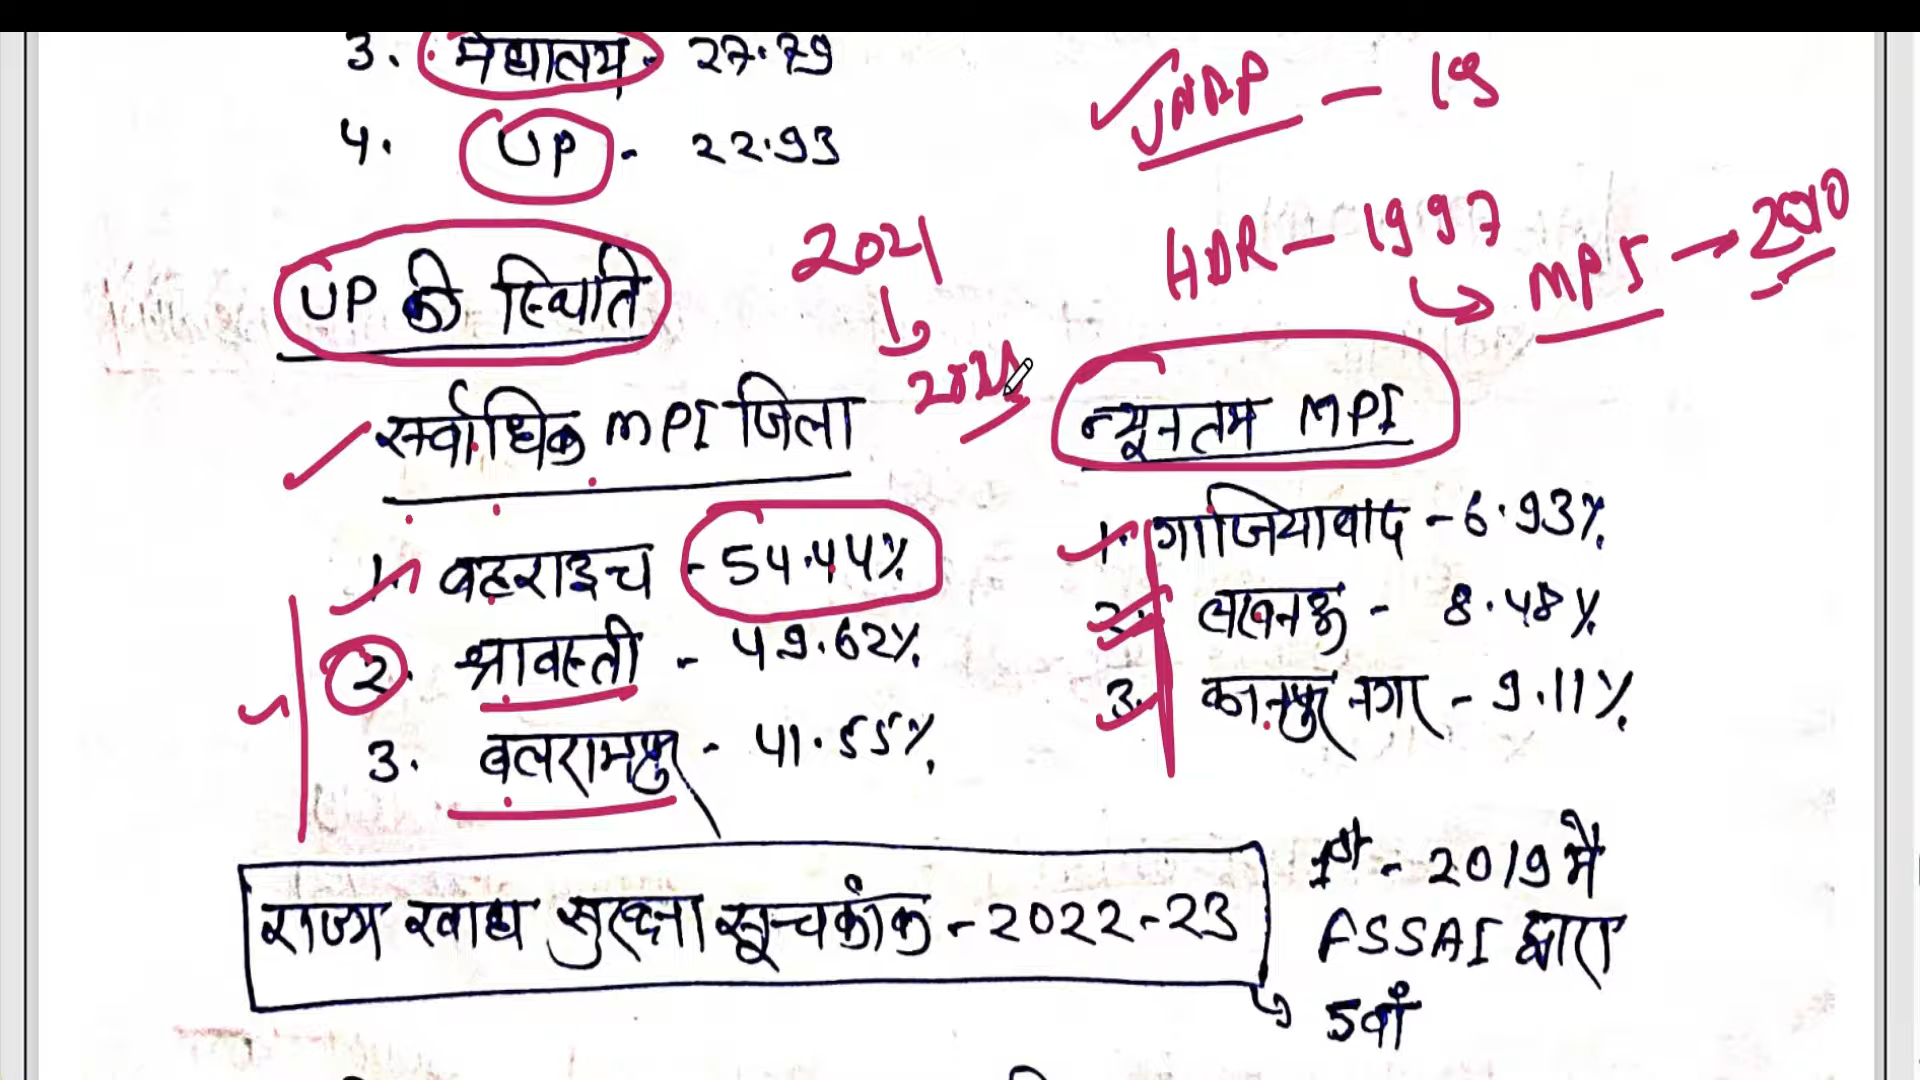 3. मेघालय - 27.79
4. UP - 22.93
UNDP - 19
HDR - 1997
MPI → 2010
2021
UP की स्थिति
सर्वाधिक MPI जिला
1. बहराइच - 54.44%
2. श्रावस्ती - 49.62%
3. बलरामपुर - 41.55%
न्यूनतम MPI
1. गाजियाबाद - 6.93%
2. लखनऊ - 8.48%
3. कानपुर नगर - 9.11%
राज्य खाद्य सुरक्षा सूचकांक - 2022-23
1st - 2019 में
FSSAI द्वारा
5वां